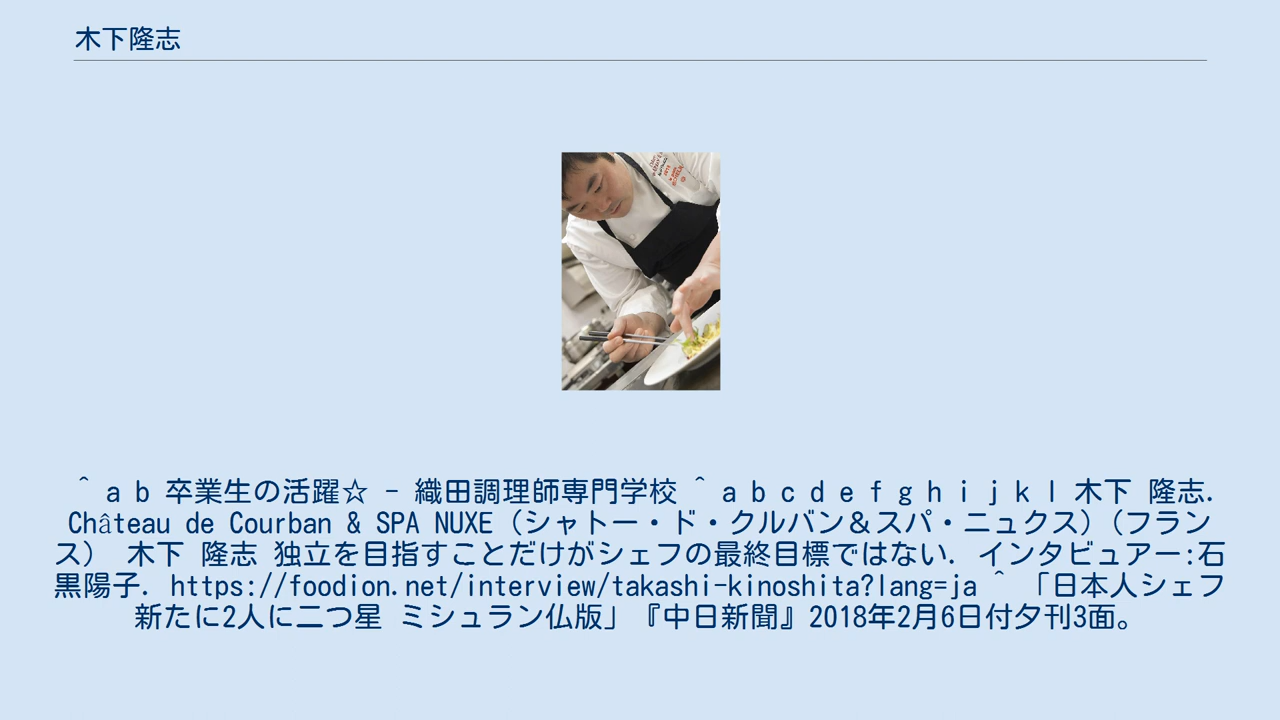 木下隆志
^ a b 卒業生の活躍☆ - 織田調理師専門学校 ^ a b c d e f g h i j k l 木下 隆志.
Château de Courban & SPA NUXE（シャトー・ド・クルバン＆スパ・ニュクス）（フラン
ス） 木下 隆志 独立を目指すことだけがシェフの最終目標ではない. インタビュアー:石
黒陽子. https://foodion.net/interview/takashi-kinoshita?lang=ja ^ 「日本人シェフ
新たに2人に二つ星 ミシュラン仏版」『中日新聞』2018年2月6日付夕刊3面。